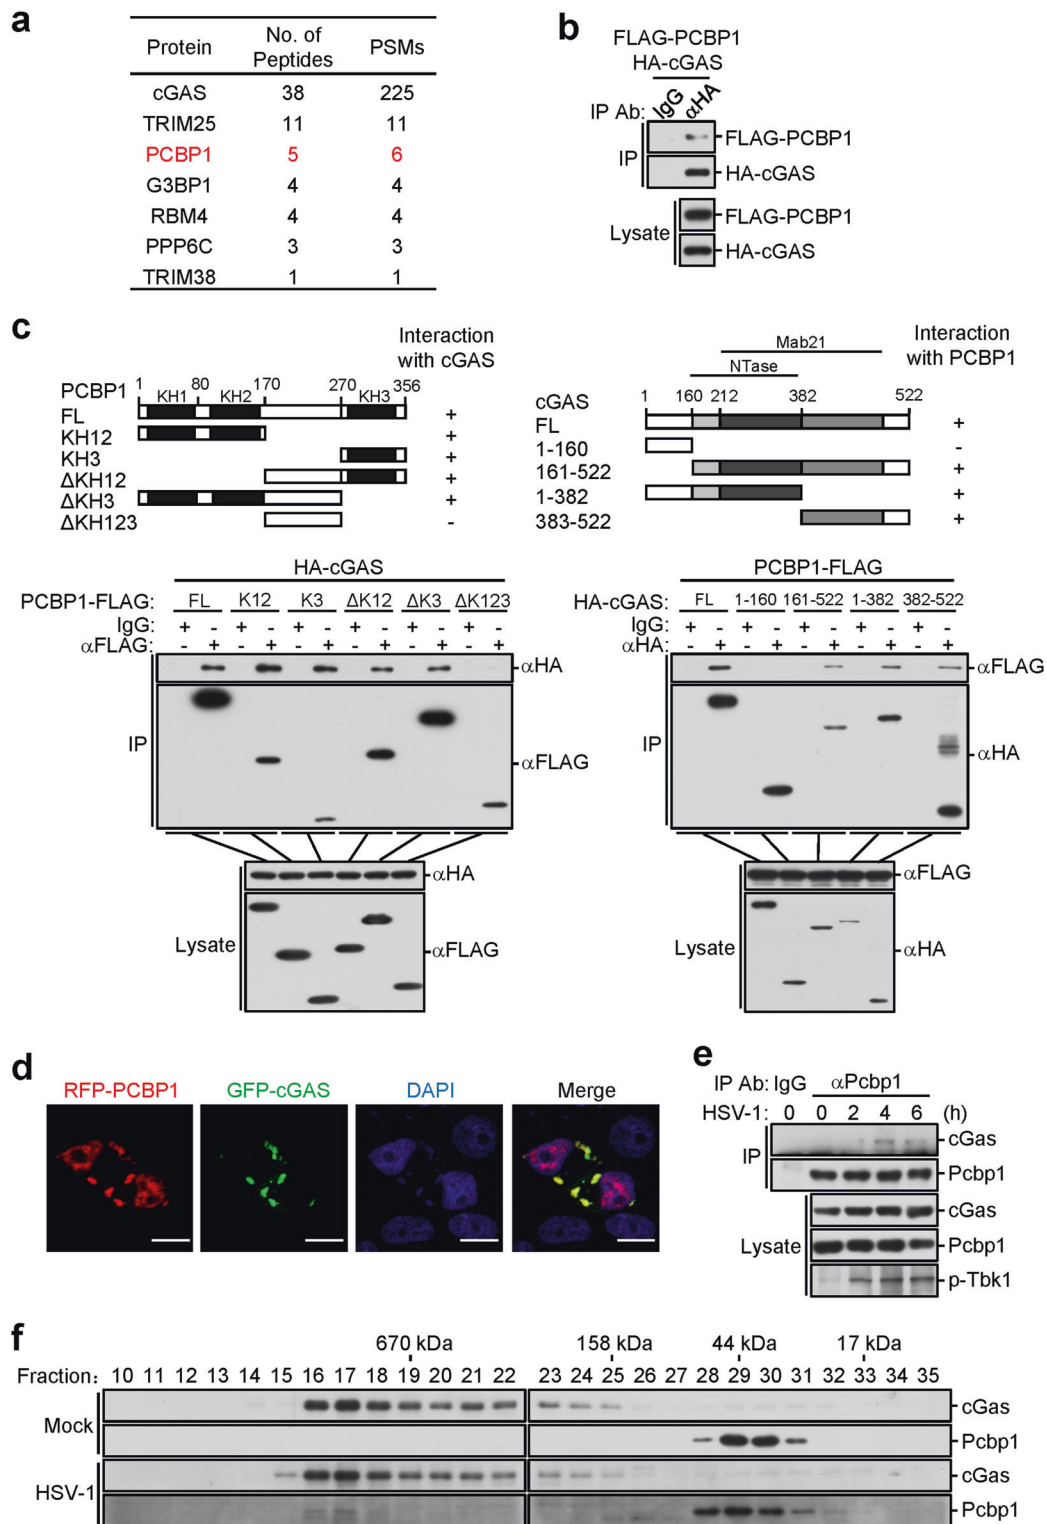 a
Protein No. of Peptides PSMs
cGAS 38 225
TRIM25 11 11
PCBP1 5 6
G3BP1 4 4
RBM4 4 4
PPP6C 3 3
TRIM38 1 1
b
FLAG-PCBP1
HA-cGAS
IP Ab: IgG αHA
IP
FLAG-PCBP1
HA-cGAS
Lysate
FLAG-PCBP1
HA-cGAS
c
Interaction with cGAS
PCBP1 1 80 170 270 356
KH1 KH2 KH3
FL +
KH12 +
KH3 +
ΔKH12 +
ΔKH3 +
ΔKH123 -
Interaction with PCBP1
Mab21
NTase
1 160 212 382 522
cGAS
FL +
1-160 -
161-522 +
1-382 +
383-522 +
HA-cGAS
PCBP1-FLAG: FL K12 K3 ΔK12 ΔK3 ΔK123
IgG: + - + - + - + - + - + -
αFLAG: - + - + - + - + - + - +
IP
αHA
αFLAG
Lysate
αHA
αFLAG
PCBP1-FLAG
HA-cGAS: FL 1-160 161-522 1-382 382-522
IgG: + - + - + - + - + -
αHA: - + - + - + - + - +
IP
αFLAG
αHA
Lysate
αFLAG
αHA
d
RFP-PCBP1 GFP-cGAS DAPI Merge
e
IP Ab: IgG αPcbp1
HSV-1: 0 0 2 4 6 (h)
IP
cGas
Pcbp1
Lysate
cGas
Pcbp1
p-Tbk1
f
670 kDa 158 kDa 44 kDa 17 kDa
Fraction: 10 11 12 13 14 15 16 17 18 19 20 21 22 23 24 25 26 27 28 29 30 31 32 33 34 35
Mock
cGas
Pcbp1
HSV-1
cGas
Pcbp1